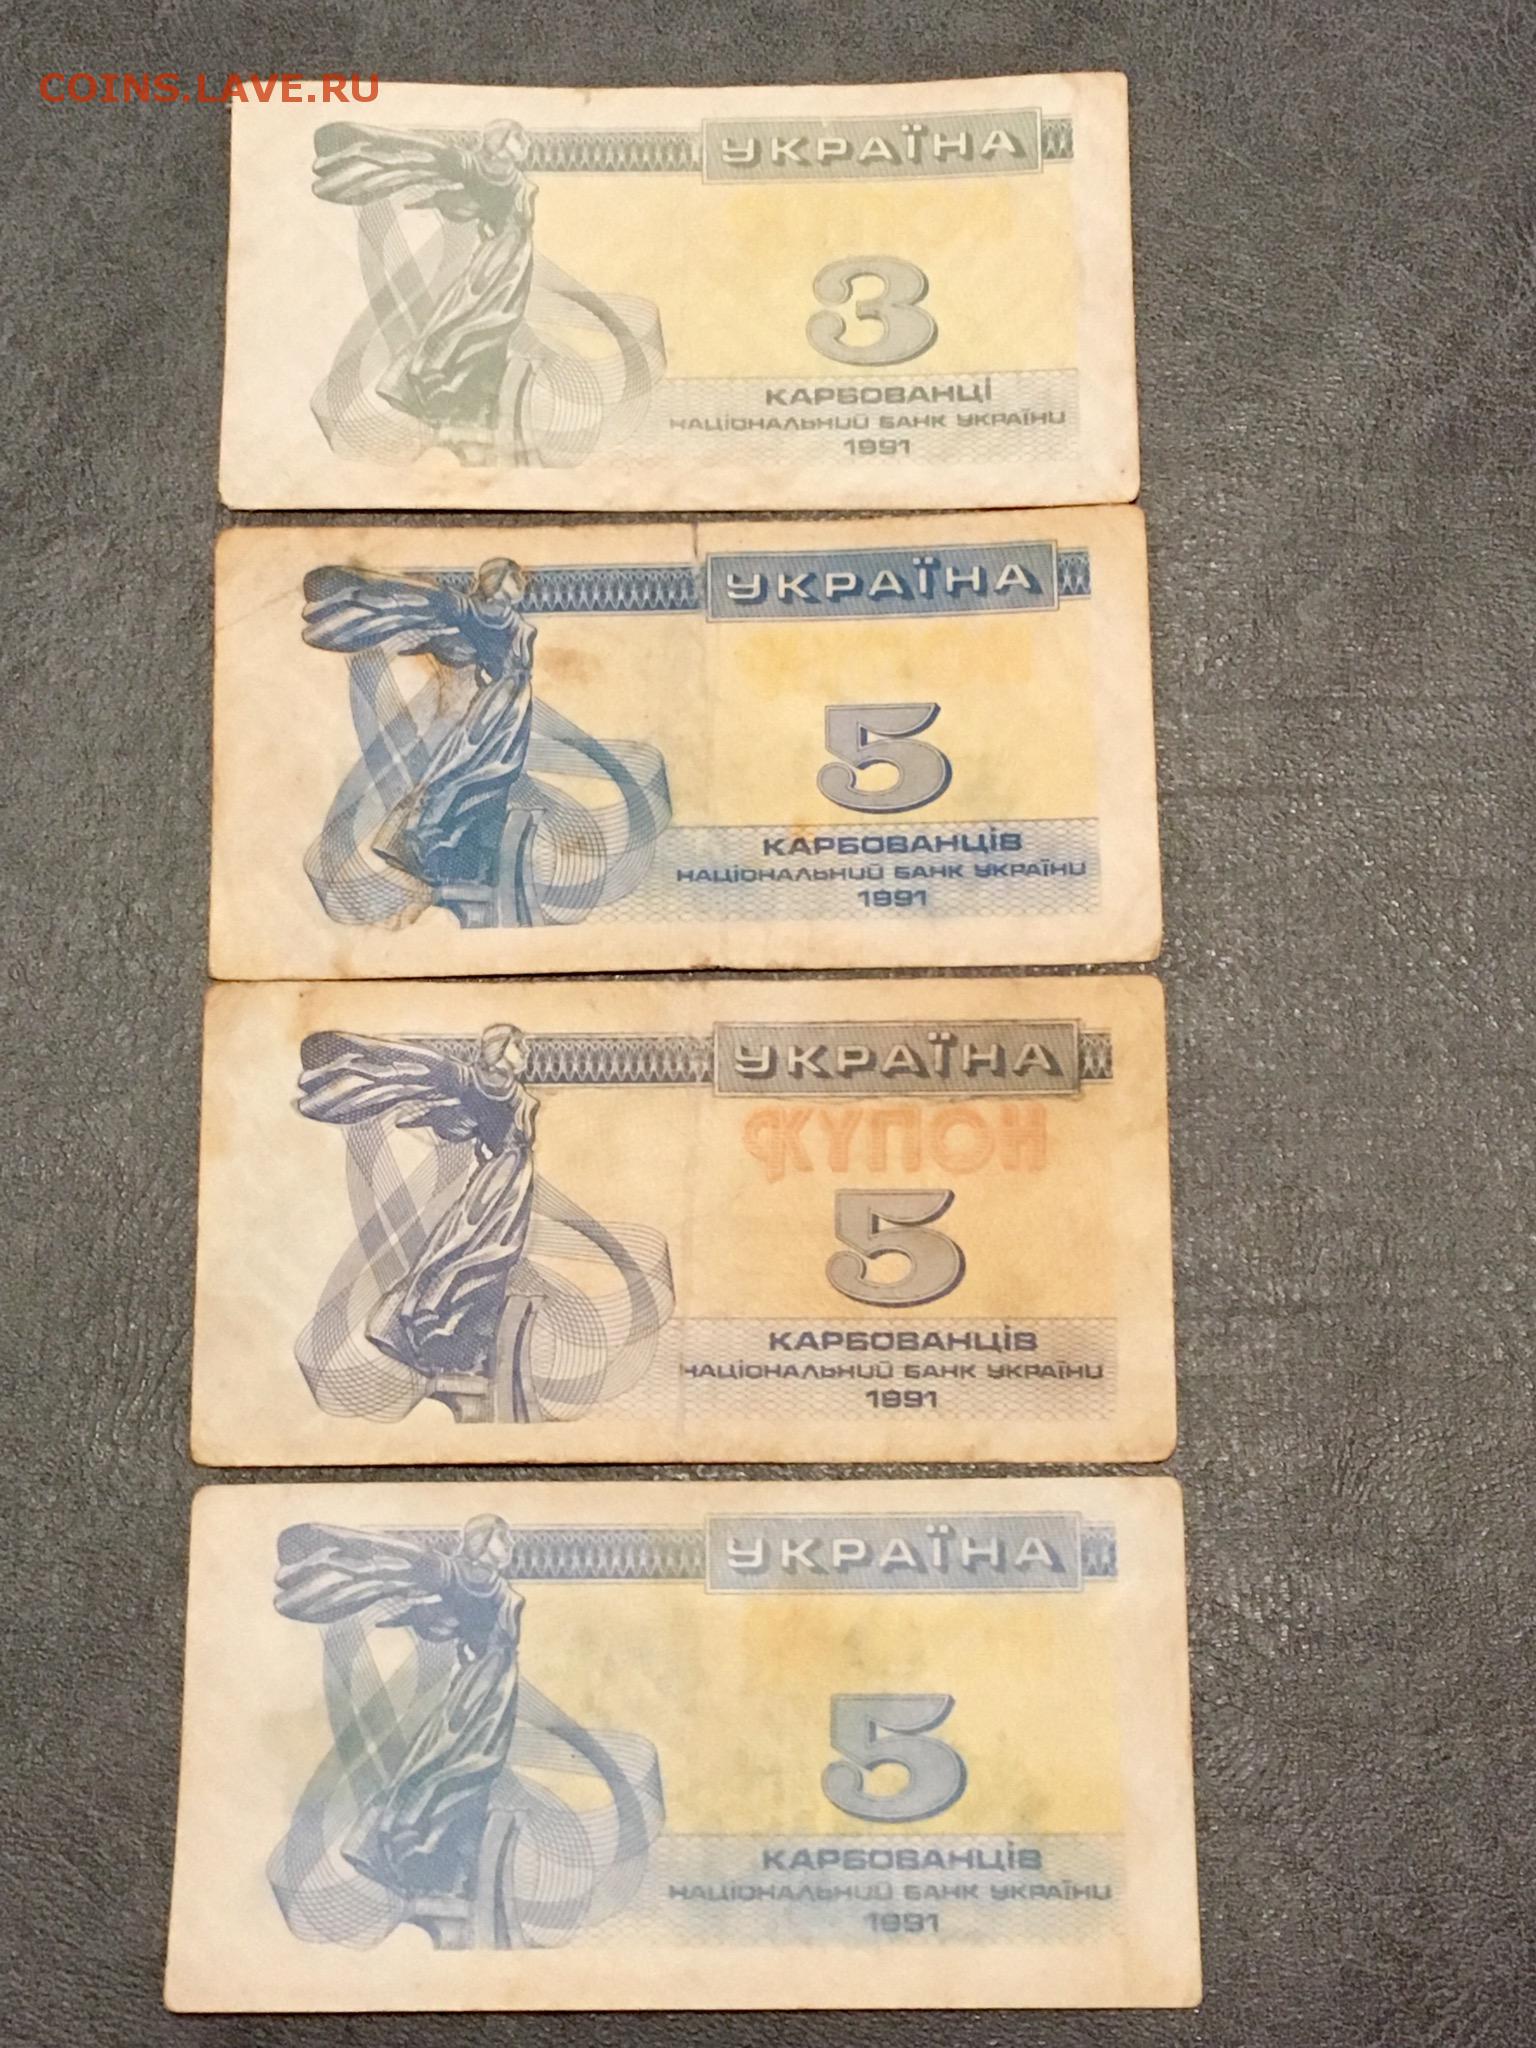 COINS.LAVE.RU
УКРАЇНА
3
КАРБОВАНЦІ
НАЦІОНАЛЬНИЙ БАНК УКРАЇНИ
1991
УКРАЇНА
5
КАРБОВАНЦІВ
НАЦІОНАЛЬНИЙ БАНК УКРАЇНИ
1991
УКРАЇНА
КУПОН
5
КАРБОВАНЦІВ
НАЦІОНАЛЬНИЙ БАНК УКРАЇНИ
1991
УКРАЇНА
5
КАРБОВАНЦІВ
НАЦІОНАЛЬНИЙ БАНК УКРАЇНИ
1991